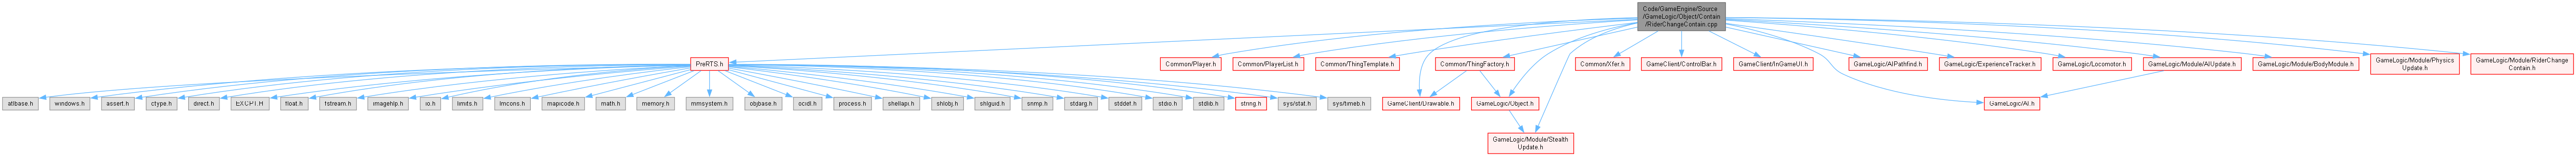 Code/GameEngine/Source
/GameLogic/Object/Contain
/RiderChangeContain.cpp
PreRTS.h
Common/Player.h
Common/PlayerList.h
Common/ThingTemplate.h
Common/ThingFactory.h
Common/Xfer.h
GameClient/ControlBar.h
GameClient/InGameUI.h
GameLogic/AIPathfind.h
GameLogic/ExperienceTracker.h
GameLogic/Locomotor.h
GameLogic/Module/AIUpdate.h
GameLogic/Module/BodyModule.h
GameLogic/Module/Physics
Update.h
GameLogic/Module/RiderChange
Contain.h
atlbase.h
windows.h
assert.h
ctype.h
direct.h
EXCPT.H
float.h
fstream.h
imagehlp.h
io.h
limits.h
lmcons.h
mapicode.h
math.h
memory.h
mmsystem.h
objbase.h
ocidl.h
process.h
shellapi.h
shlobj.h
shlguid.h
snmp.h
stdarg.h
stddef.h
stdio.h
stdlib.h
string.h
sys/stat.h
sys/timeb.h
GameClient/Drawable.h
GameLogic/Object.h
GameLogic/AI.h
GameLogic/Module/Stealth
Update.h